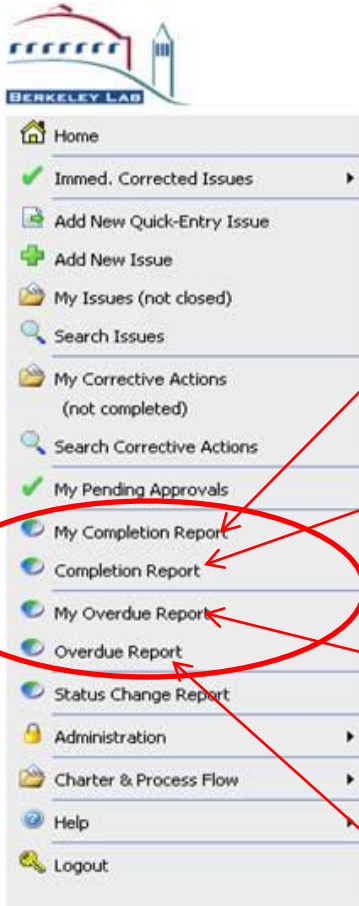 BERKELEY LAB
Home
Immed. Corrected Issues
Add New Quick-Entry Issue
Add New Issue
My Issues (not closed)
Search Issues
My Corrective Actions
(not completed)
Search Corrective Actions
My Pending Approvals
My Completion Report
Completion Report
My Overdue Report
Overdue Report
Status Change Report
Administration
Charter & Process Flow
Help
Logout